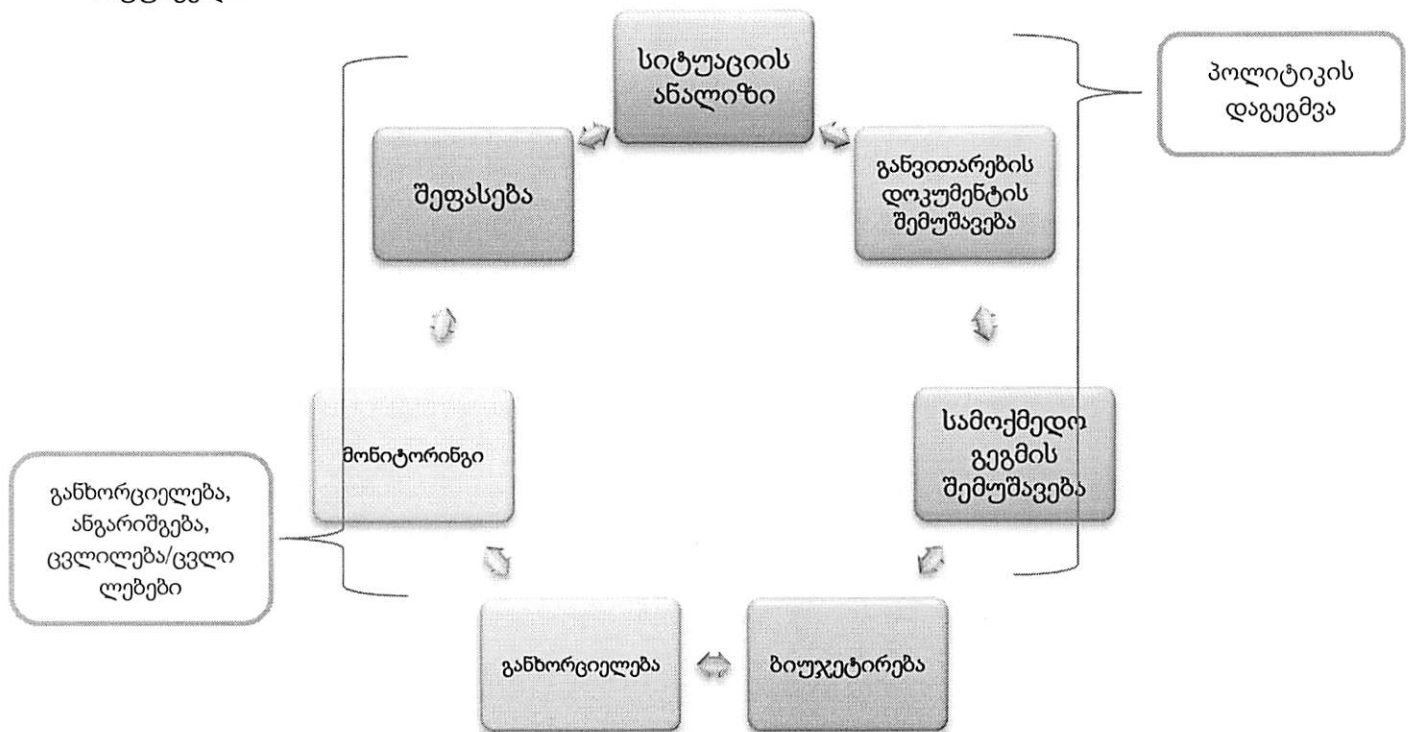 სიტუაციის
ანალიზი
პოლიტიკის
დაგეგმვა
შეფასება
განვითარების
დოკუმენტის
შემუშავება
მონიტორინგი
სამოქმედო
გეგმის
შემუშავება
განხორციელება,
ანგარიშგება,
ცვლილება/ცვლი
ლებები
განხორციელება
ბიუჯეტირება